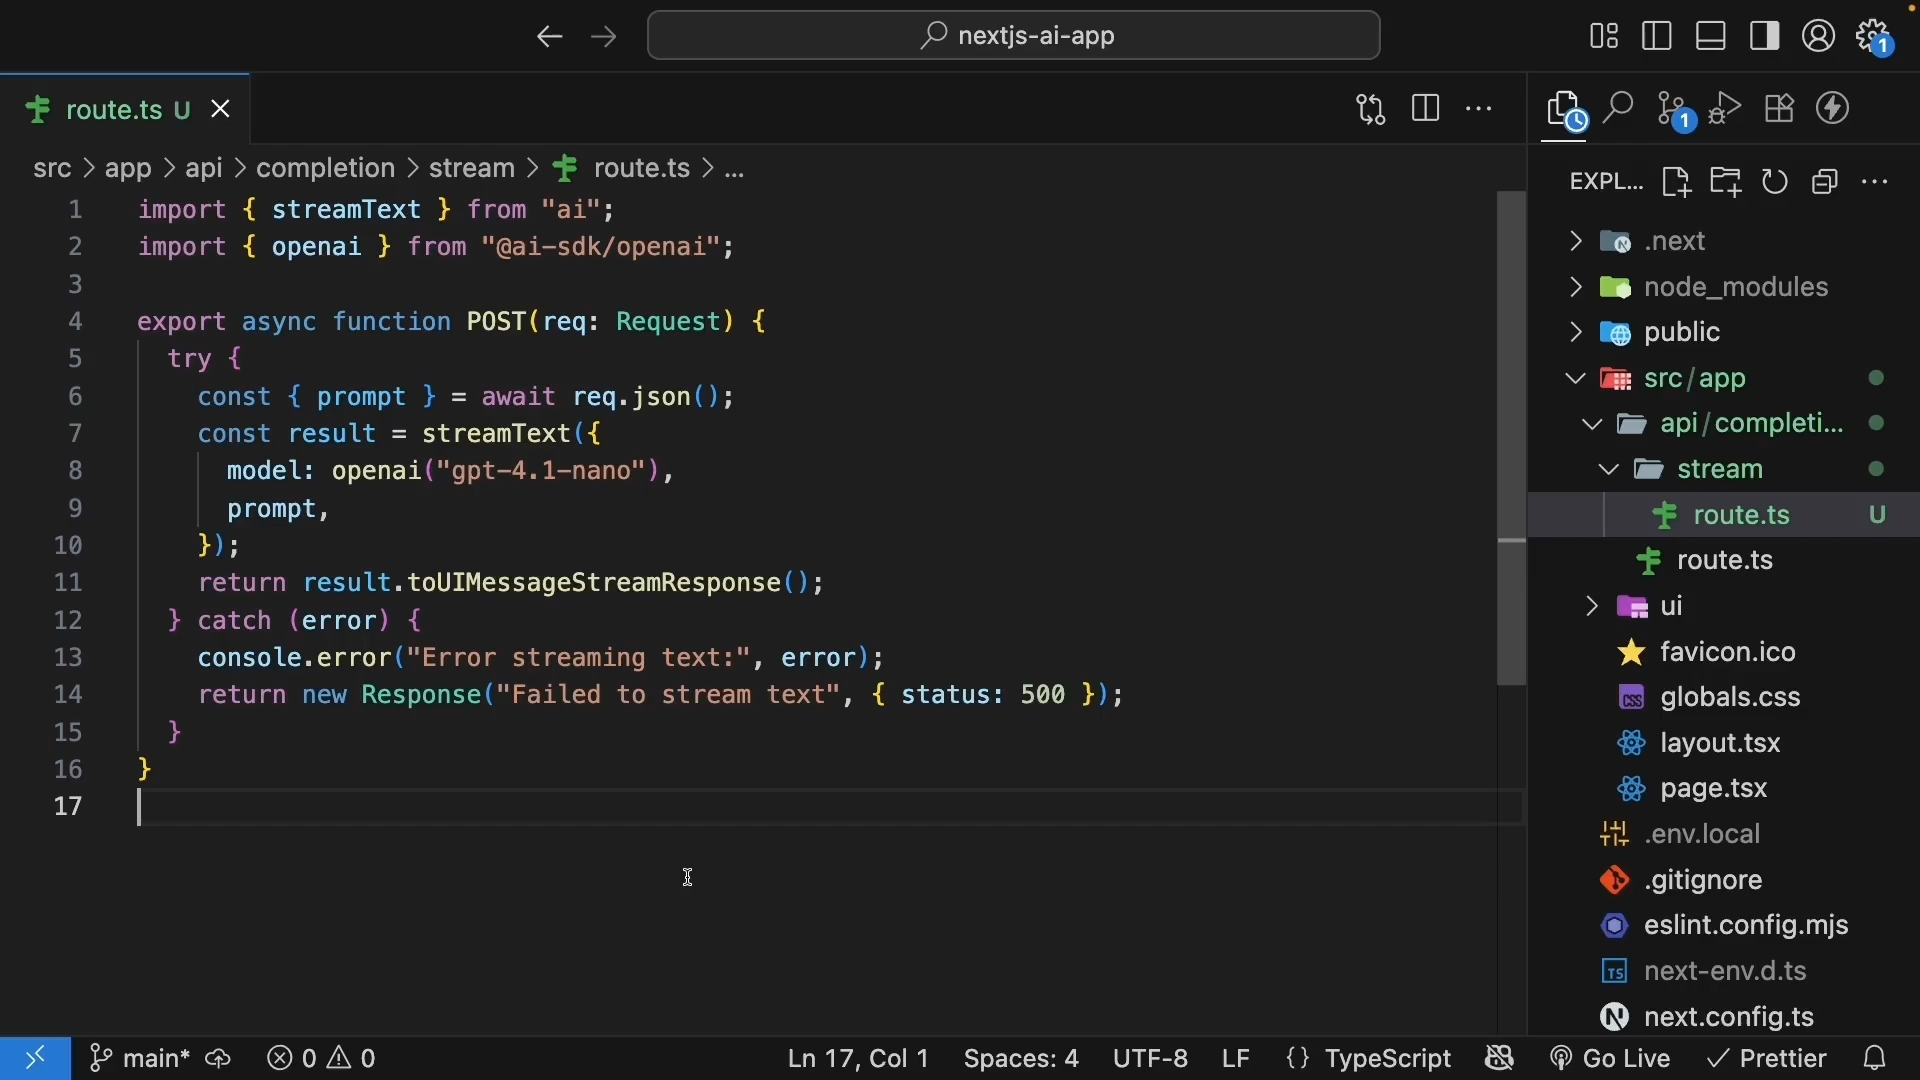 nextjs-ai-app
1
route.ts U
1
src > app > api > completion > stream > route.ts > ...
EXPL...
1 import { streamText } from "ai";
2 import { openai } from "@ai-sdk/openai";
3
4 export async function POST(req: Request) {
5 try {
6 const { prompt } = await req.json();
7 const result = streamText({
8 model: openai("gpt-4.1-nano"),
9 prompt,
10 });
11 return result.toUIMessageStreamResponse();
12 } catch (error) {
13 console.error("Error streaming text:", error);
14 return new Response("Failed to stream text", { status: 500 });
15 }
16 }
17
.next
node_modules
public
src/app
api/completi...
stream
route.ts U
route.ts
ui
favicon.ico
globals.css
layout.tsx
page.tsx
.env.local
.gitignore
eslint.config.mjs
next-env.d.ts
next.config.ts
main* 0 0 Ln 17, Col 1 Spaces: 4 UTF-8 LF {} TypeScript Go Live Prettier